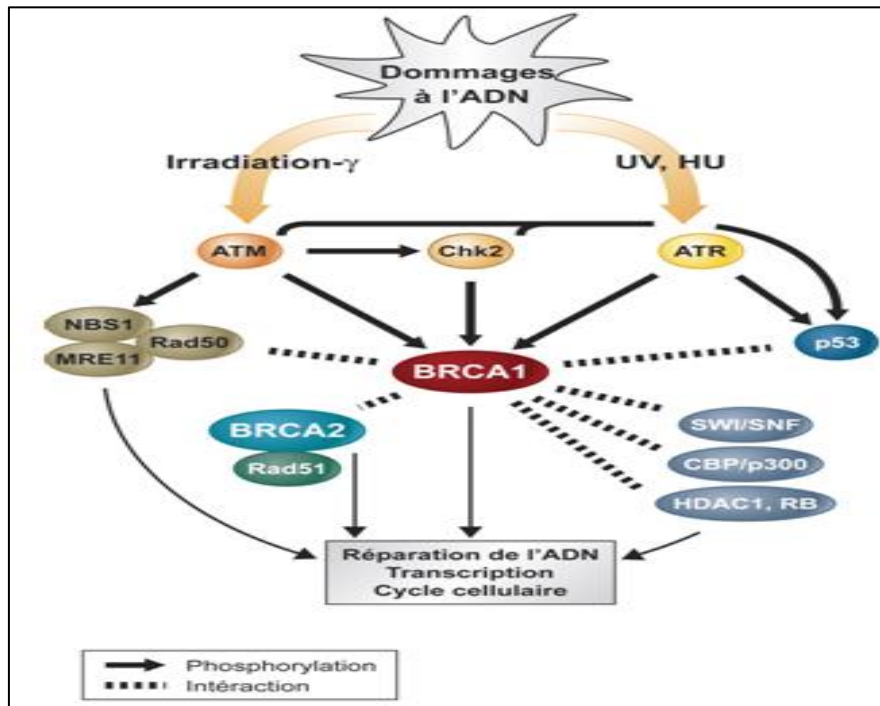 Dommages
à l'ADN
Irradiation-γ
UV, HU
ATM
Chk2
ATR
NBS1
Rad50
MRE11
p53
BRCA1
BRCA2
Rad51
SWI/SNF
CBP/p300
HDAC1, RB
Réparation de l'ADN
Transcription
Cycle cellulaire
Phosphorylation
Intéraction